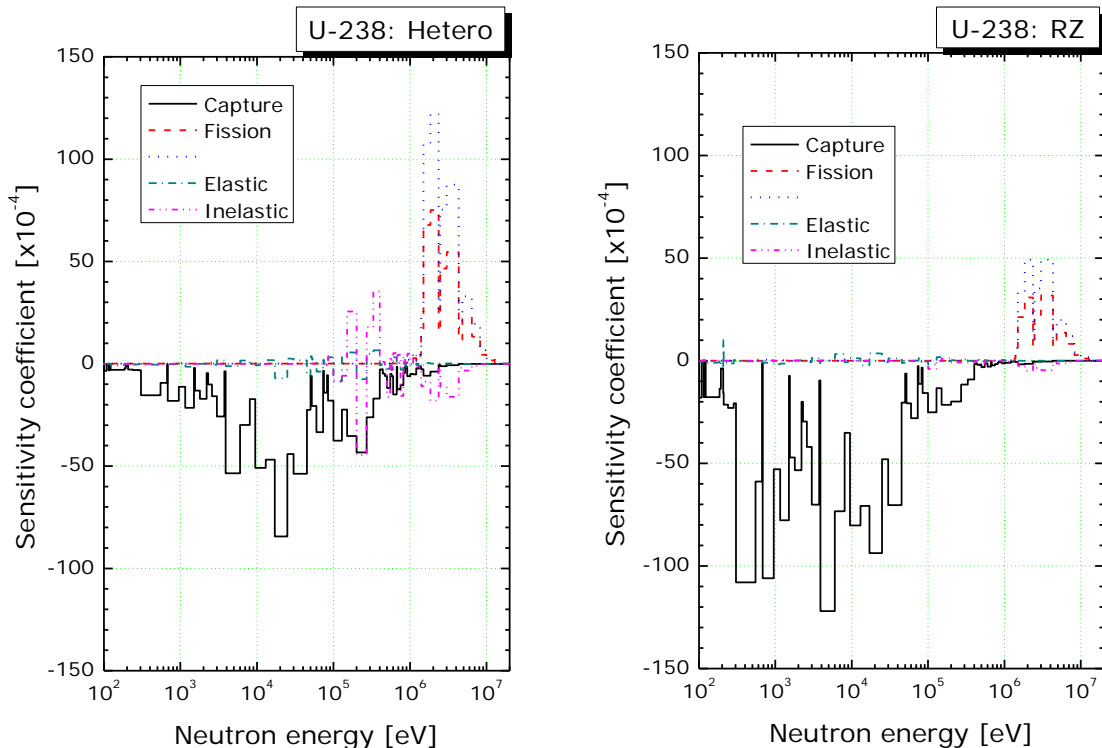 U-238: Hetero
150
100
50
0
-50
-100
-150
Sensitivity coefficient [x10-4]
Capture
Fission
Elastic
Inelastic
10^2
10^3
10^4
10^5
10^6
10^7
Neutron energy [eV]
U-238: RZ
150
100
50
0
-50
-100
-150
Sensitivity coefficient [x10-4]
Capture
Fission
Elastic
Inelastic
10^2
10^3
10^4
10^5
10^6
10^7
Neutron energy [eV]